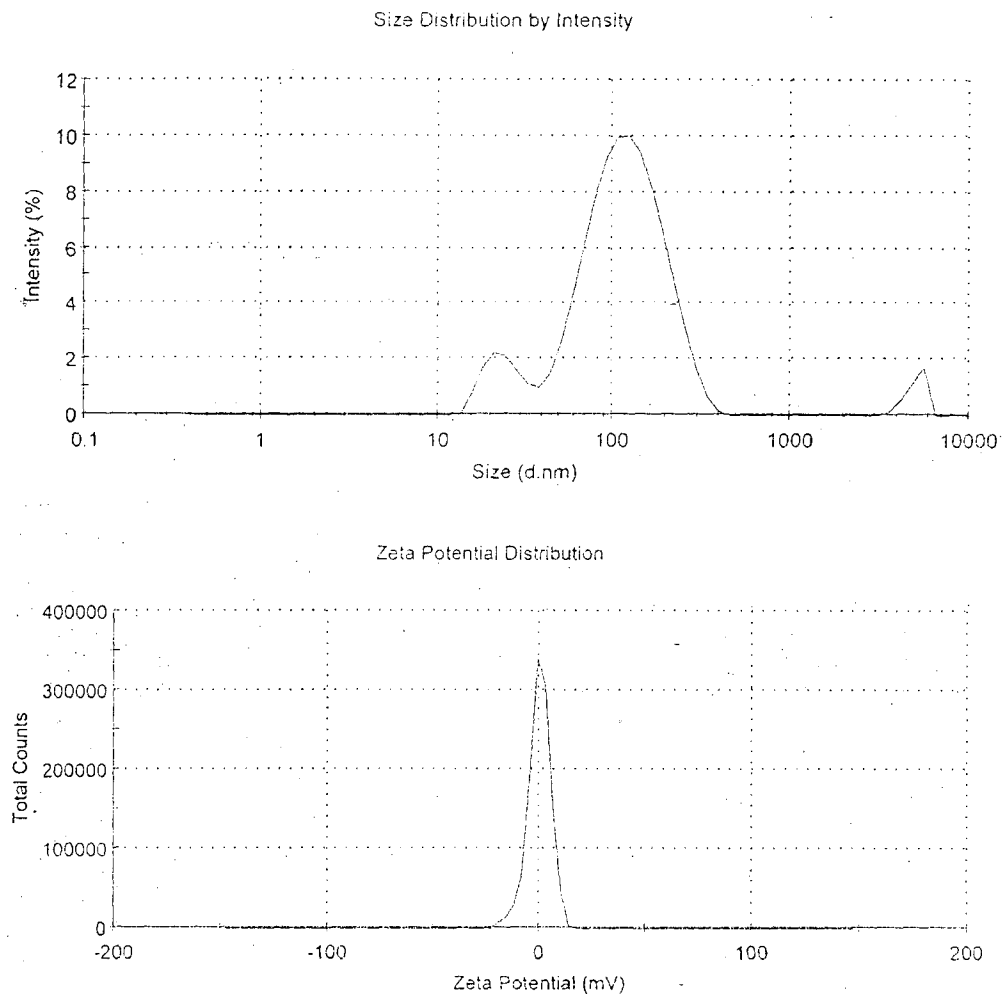 Size Distribution by Intensity
12
10
8
6
4
2
0
Intensity (%)
0.1 1 10 100 1000 10000
Size (d.nm)
Zeta Potential Distribution
400000
300000
200000
100000
0
Total Counts
-200 -100 0 100 200
Zeta Potential (mV)